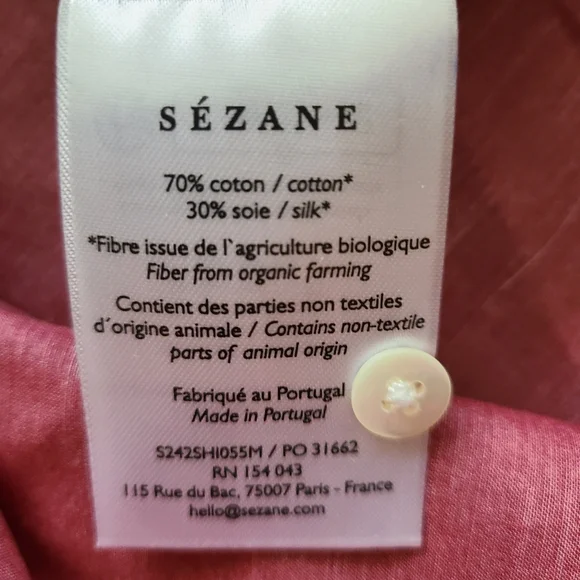 SÉZANE
70% coton / cotton*
30% soie / silk*
*Fibre issue de l`agriculture biologique
Fiber from organic farming
Contient des parties non textiles
d´origine animale / Contains non-textile
parts of animal origin
Fabriqué au Portugal
Made in Portugal
S242SHI055M / PO 31662
RN 154 043
115 Rue du Bac, 75007 Paris - France
hello@sezane.com